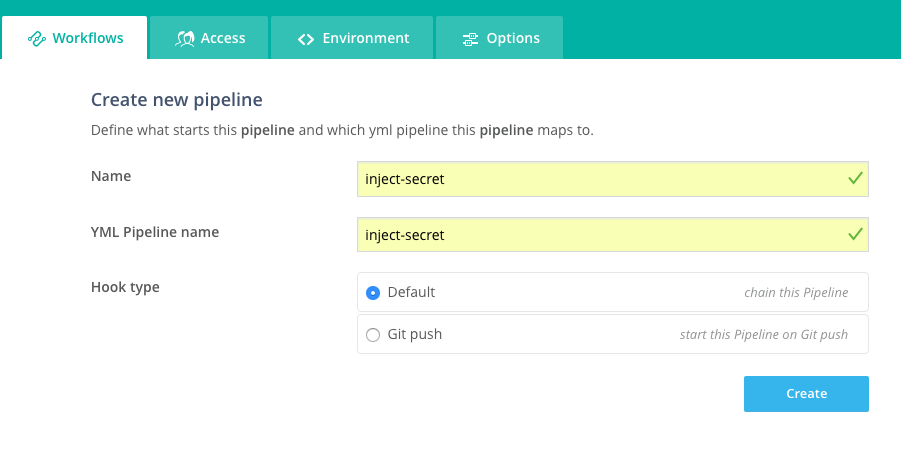 Workflows Access Environment Options
Create new pipeline
Define what starts this pipeline and which yml pipeline this pipeline maps to.
Name inject-secret
YML Pipeline name inject-secret
Hook type Default chain this Pipeline
Git push start this Pipeline on Git push
Create